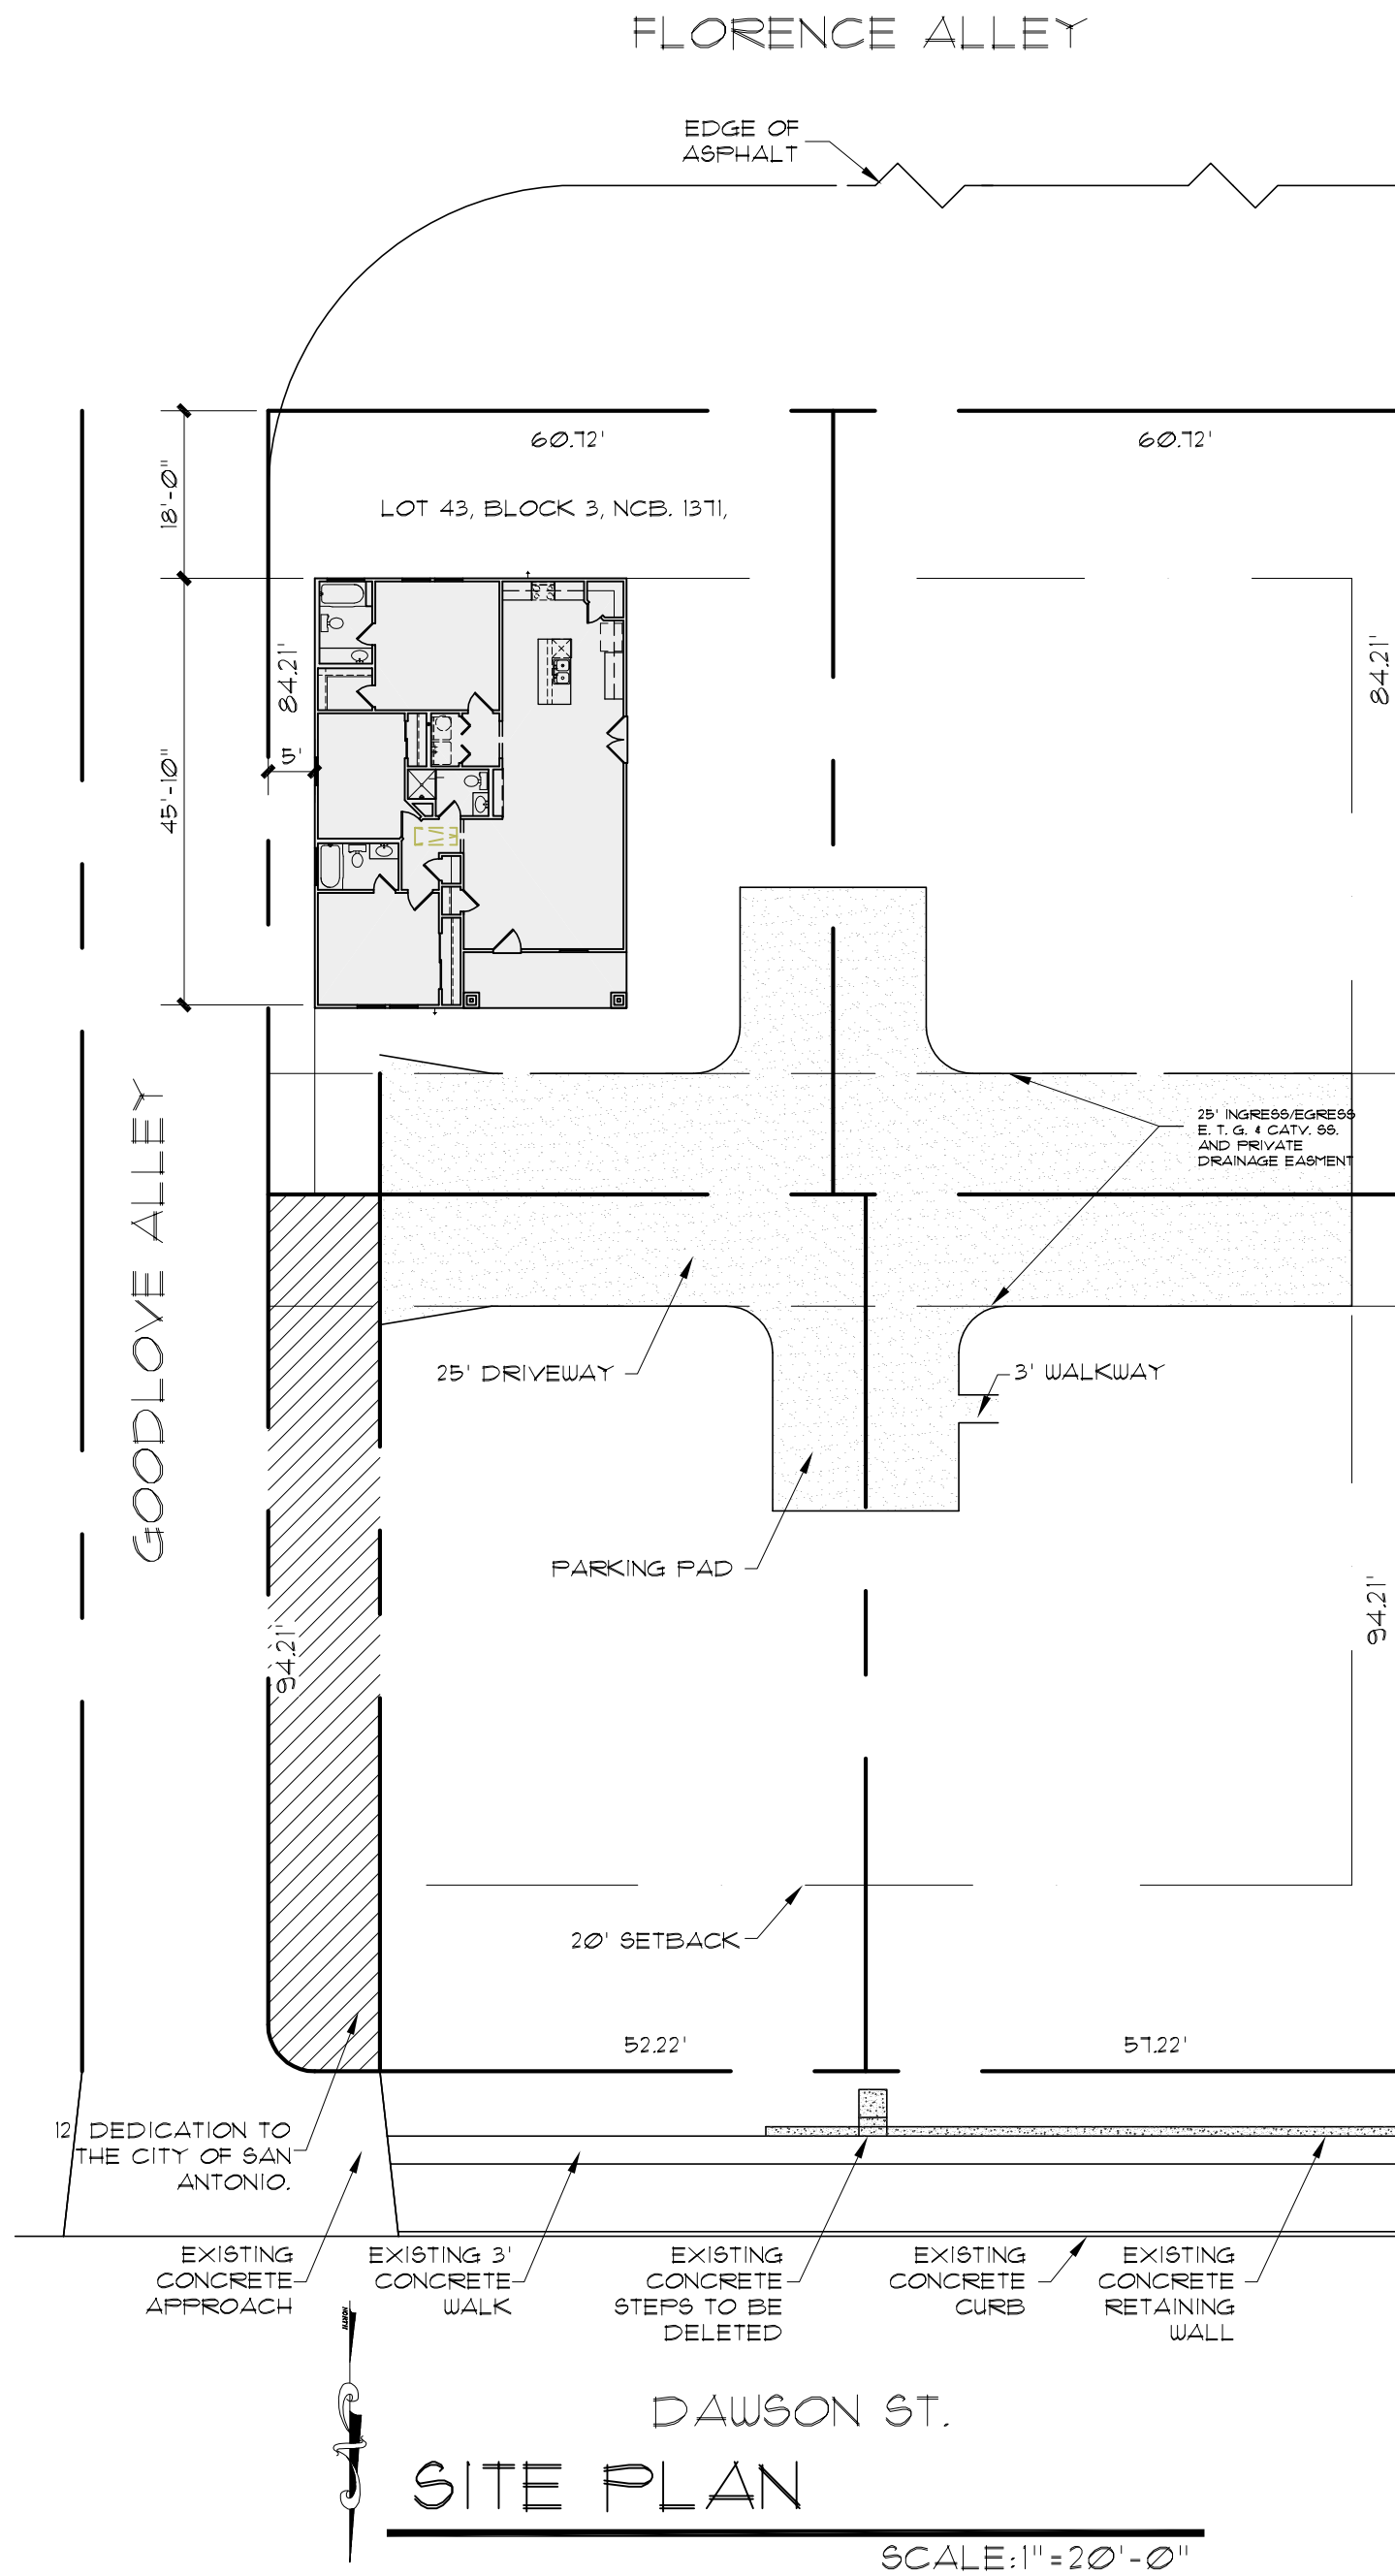 FLORENCE ALLEY
EDGE OF
ASPHALT
60.72'
60.72'
18'-0"
LOT 43, BLOCK 3, NCB. 1371,
84.21'
84.21'
5'
45'-10"
GOODLOVE ALLEY
25' INGRESS/EGRESS
E. T. G. & CATV. SS.
AND PRIVATE
DRAINAGE EASMENT
25' DRIVEWAY
3' WALKWAY
PARKING PAD
94.21'
94.21'
20' SETBACK
52.22'
57.22'
12' DEDICATION TO
THE CITY OF SAN
ANTONIO.
EXISTING
CONCRETE
APPROACH
EXISTING 3'
CONCRETE
WALK
EXISTING
CONCRETE
STEPS TO BE
DELETED
EXISTING
CONCRETE
CURB
EXISTING
CONCRETE
RETAINING
WALL
NORTH
DAWSON ST.
SITE PLAN
SCALE:1"=20'-0"